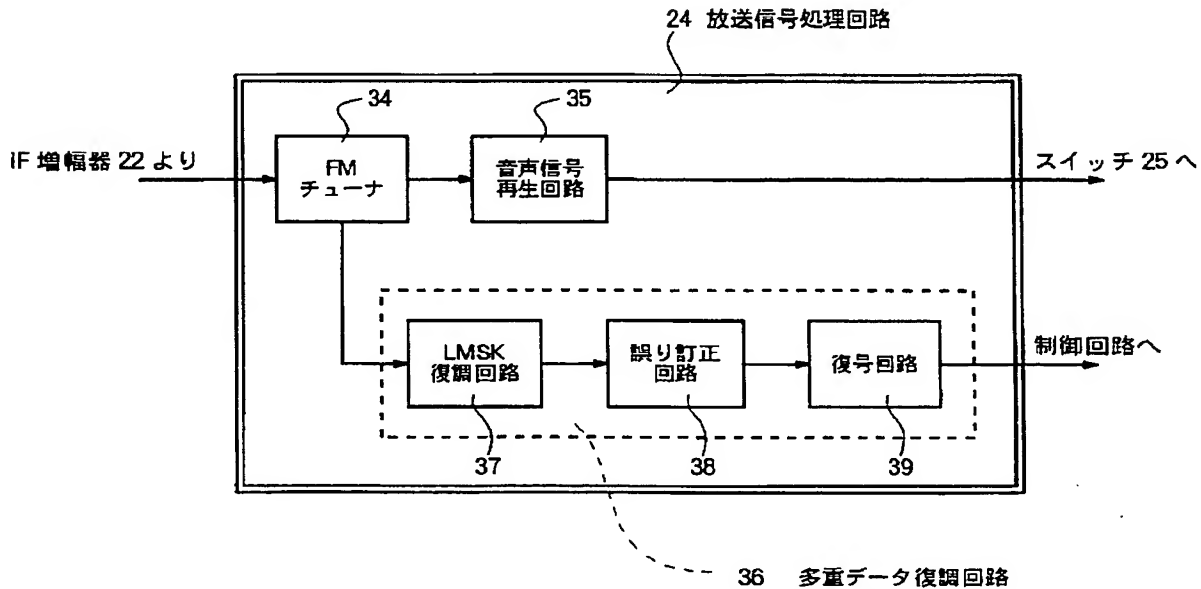 24 放送信号処理回路
34
35
IF 増幅器 22 より
FM
チューナ
音声信号
再生回路
スイッチ 25 へ
LMSK
復調回路
誤り訂正
回路
復号回路
制御回路へ
37
38
39
36 多重データ復調回路